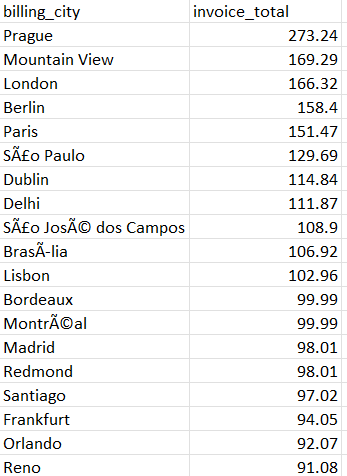 billing_city invoice_total
Prague 273.24
Mountain View 169.29
London 166.32
Berlin 158.4
Paris 151.47
SÃ£o Paulo 129.69
Dublin 114.84
Delhi 111.87
SÃ£o JosÃ© dos Campos 108.9
BrasÃ-lia 106.92
Lisbon 102.96
Bordeaux 99.99
MontrÃ©al 99.99
Madrid 98.01
Redmond 98.01
Santiago 97.02
Frankfurt 94.05
Orlando 92.07
Reno 91.08